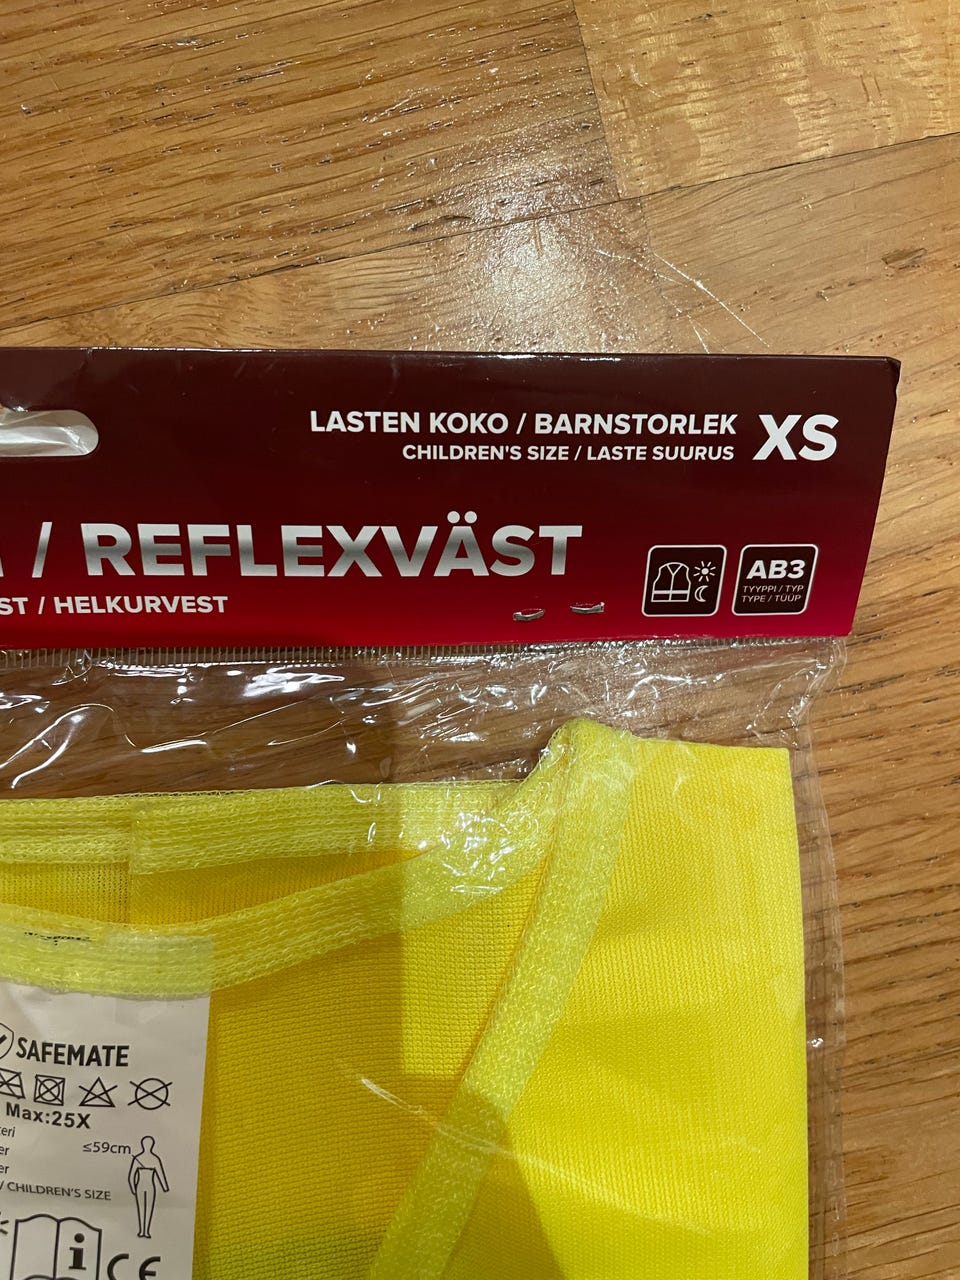 LASTEN KOKO / BARNSTORLEK XS
CHILDREN'S SIZE / LASTE SUURUS
/ REFLEXVÄST
/ HELKURVEST
AB3
TYYPPI / TYP
TYPE / TÜÜP
SAFEMATE
Max:25X
≤59cm
/ CHILDREN'S SIZE
i
CE